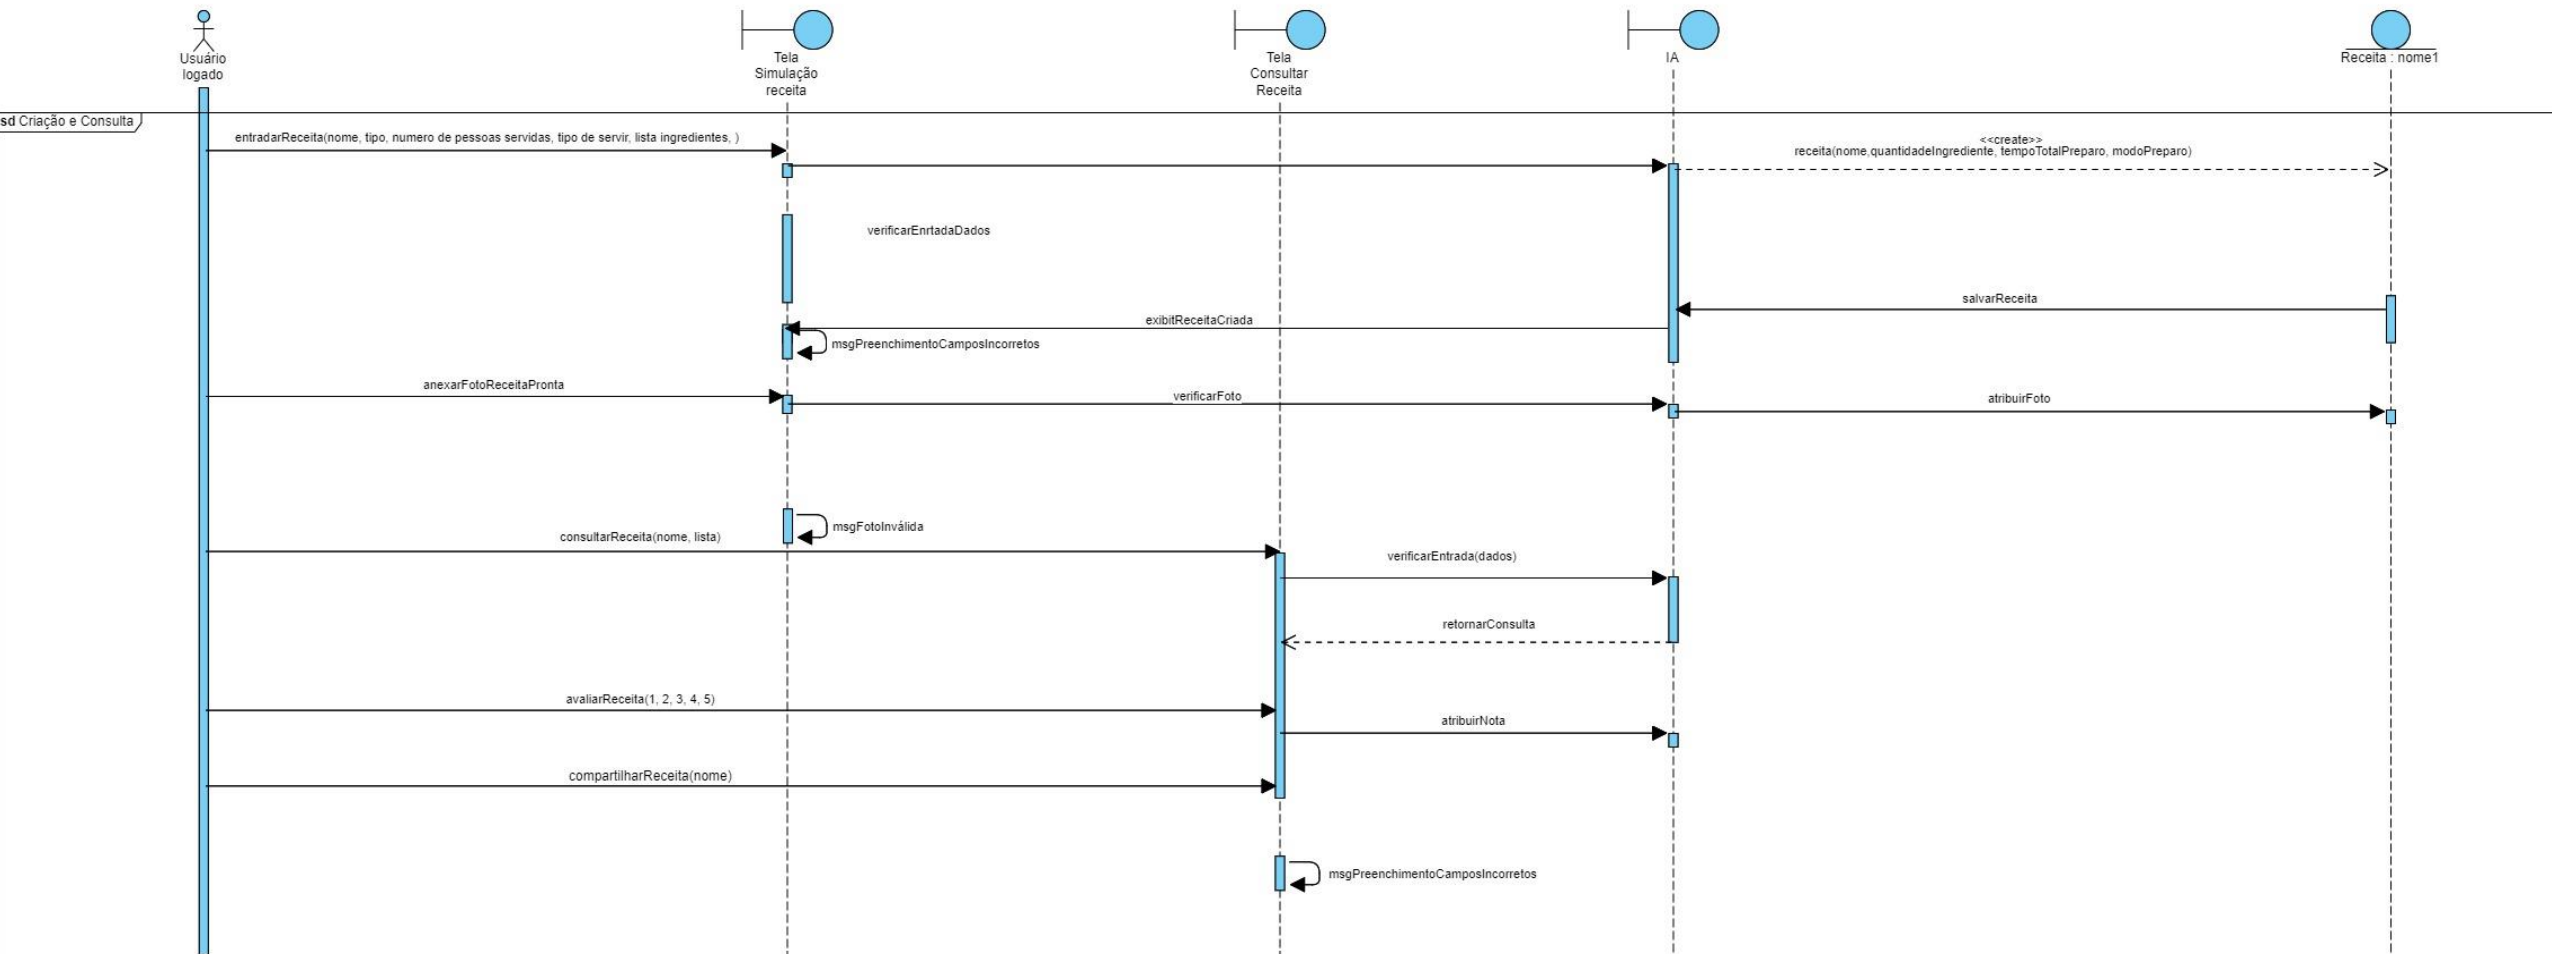 Usuário
logado
Tela
Simulação
receita
Tela
Consultar
Receita
IA
Receita : nome1
sd Criação e Consulta
entradarReceita(nome, tipo, numero de pessoas servidas, tipo de servir, lista ingredientes, )
<<create>>
receita(nome,quantidadeIngrediente, tempoTotalPreparo, modoPreparo)
verificarEnrtadaDados
salvarReceita
exibitReceitaCriada
msgPreenchimentoCamposIncorretos
anexarFotoReceitaPronta
verificarFoto
atribuirFoto
msgFotoInválida
consultarReceita(nome, lista)
verificarEntrada(dados)
retornarConsulta
avaliarReceita(1, 2, 3, 4, 5)
atribuirNota
compartilharReceita(nome)
msgPreenchimentoCamposIncorretos